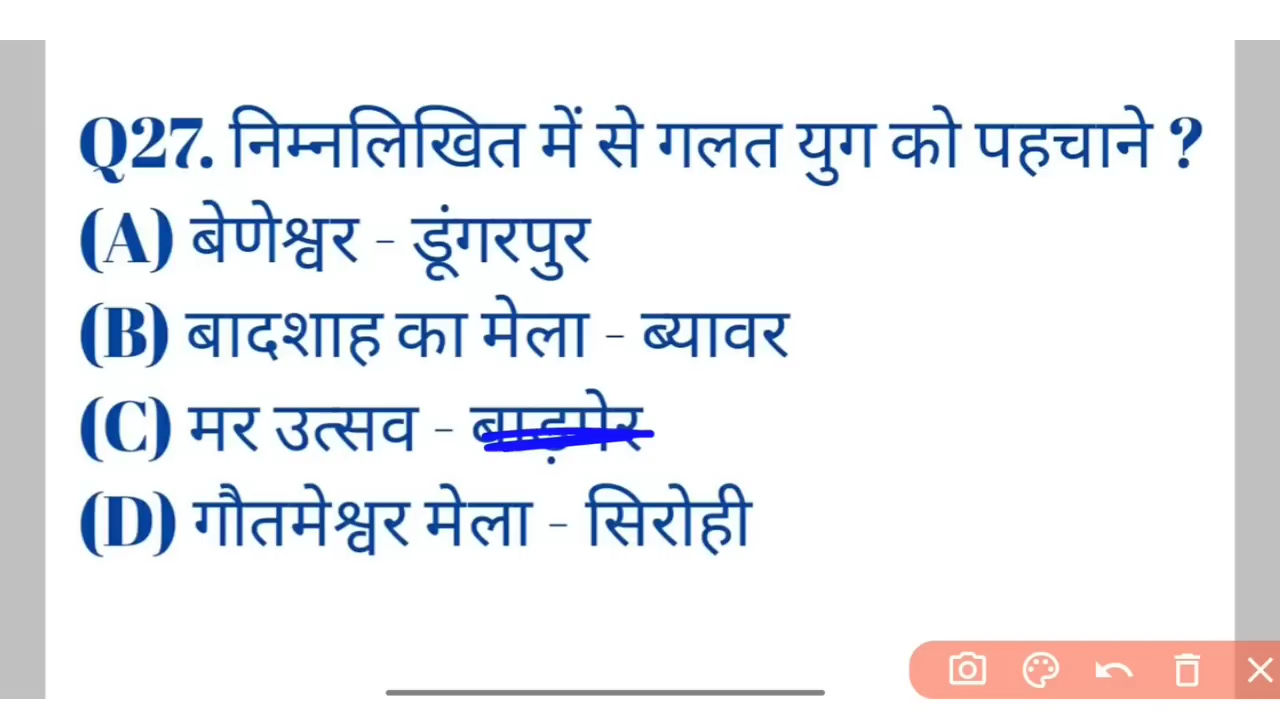 Q27. निम्नलिखित में से गलत युग को पहचाने ?
(A) बेणेश्वर - डूंगरपुर
(B) बादशाह का मेला - ब्यावर
(C) मर उत्सव - बाड़मेर
(D) गौतमेश्वर मेला - सिरोही